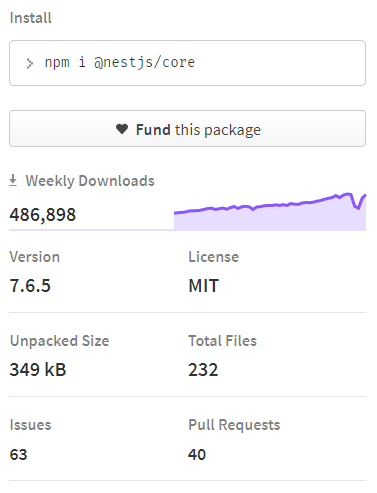 Install
> npm i @nestjs/core
♥ Fund this package
Weekly Downloads
486,898
Version License
7.6.5 MIT
Unpacked Size Total Files
349 kB 232
Issues Pull Requests
63 40